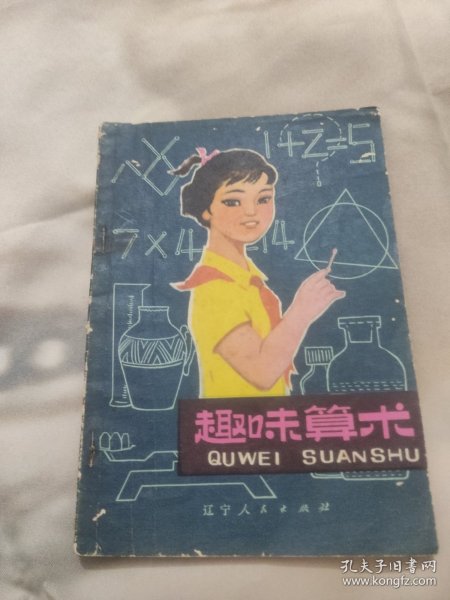 14+2=5
7×4=14
趣味算术
QUWEI SUANSHU
辽宁人民出版社
孔夫子旧书网
www.kongfz.com